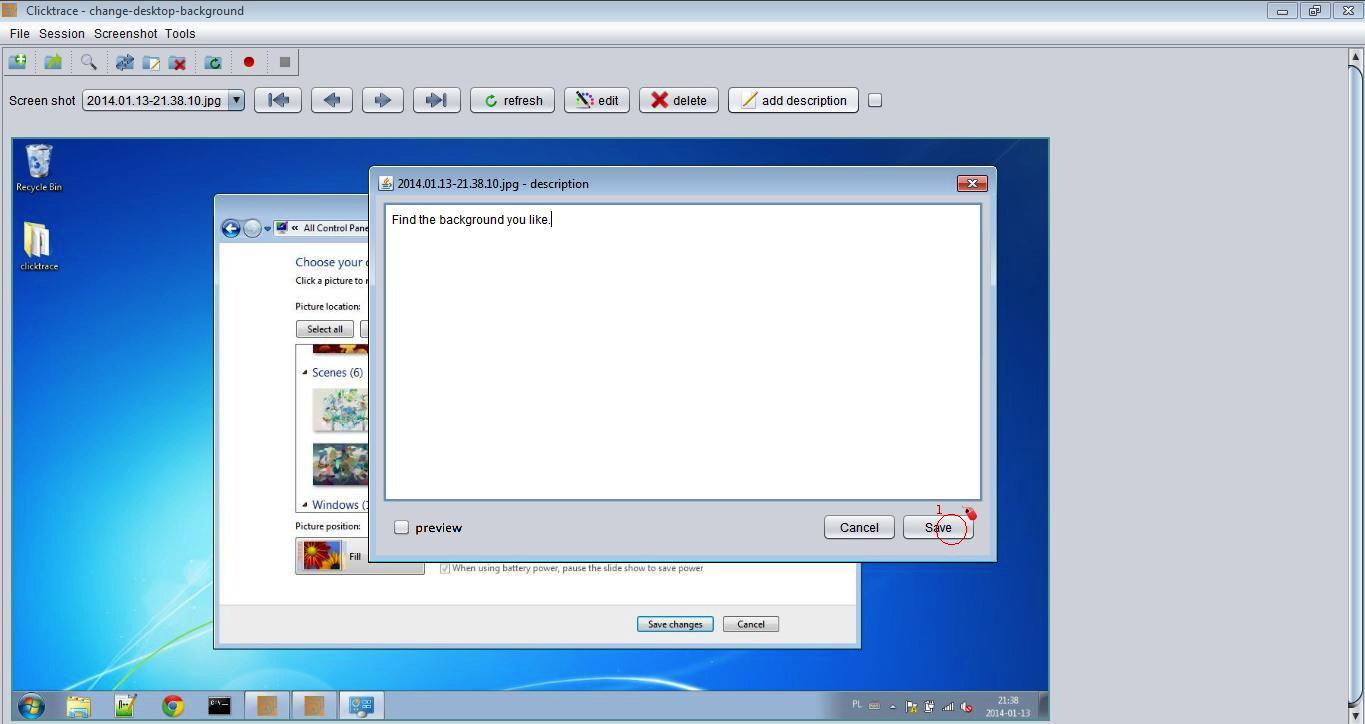 Clicktrace - change-desktop-background
File Session Screenshot Tools
Screen shot 2014.01.13-21.38.10.jpg refresh edit delete add description
Recycle Bin
clicktrace
2014.01.13-21.38.10.jpg - description
Find the background you like.
« All Control Pane
Choose your
Click a picture to
Picture location:
Select all
Scenes (6)
Windows (
Picture position:
Fill
1
preview Cancel Save
When using battery power, pause the slide show to save power
Save changes Cancel
PL 21:38
2014-01-13